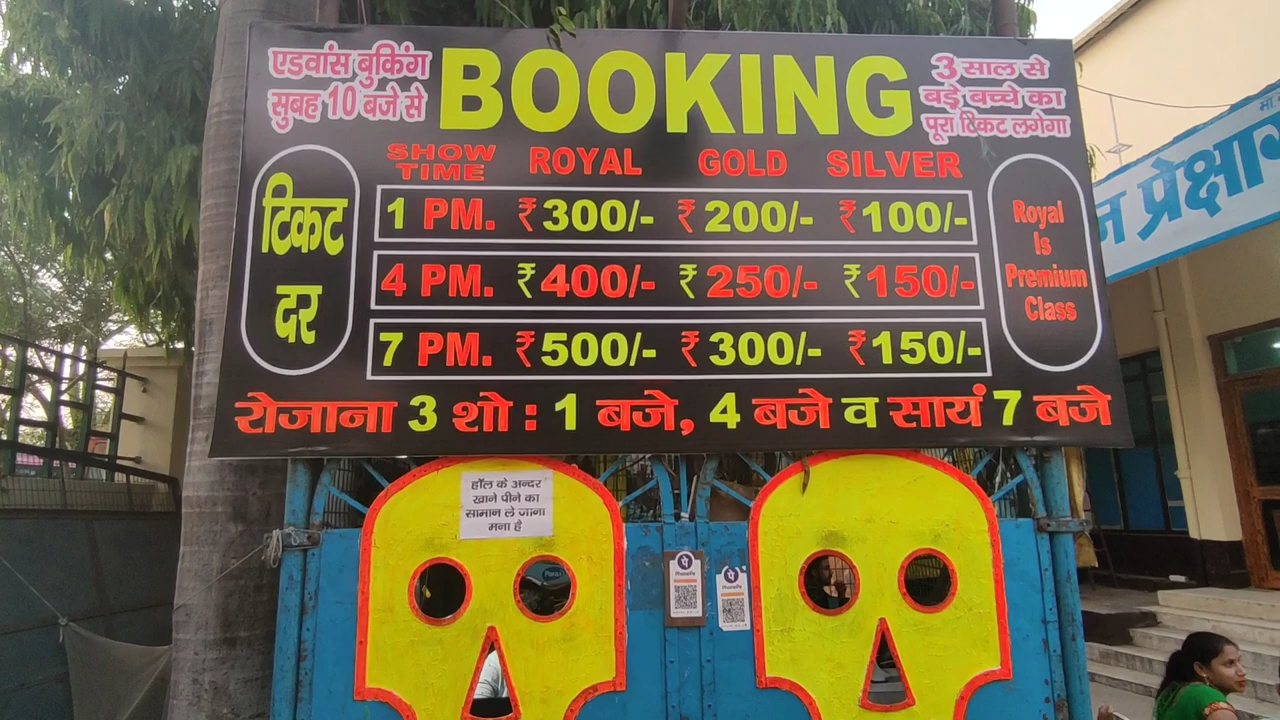 एडवांस बुकिंग
सुबह 10 बजे से
BOOKING
3 साल से
बड़े बच्चे का
पूरा टिकट लगेगा
टिकट
दर
SHOW TIME ROYAL GOLD SILVER
1 PM. ₹300/- ₹200/- ₹100/-
4 PM. ₹400/- ₹250/- ₹150/-
7 PM. ₹500/- ₹300/- ₹150/-
Royal
Is
Premium
Class
रोजाना 3 शो : 1 बजे, 4 बजे व सायं 7 बजे
हॉल के अन्दर
खाने पीने का
सामान ले जाना
मना है
PhonePe
PhonePe